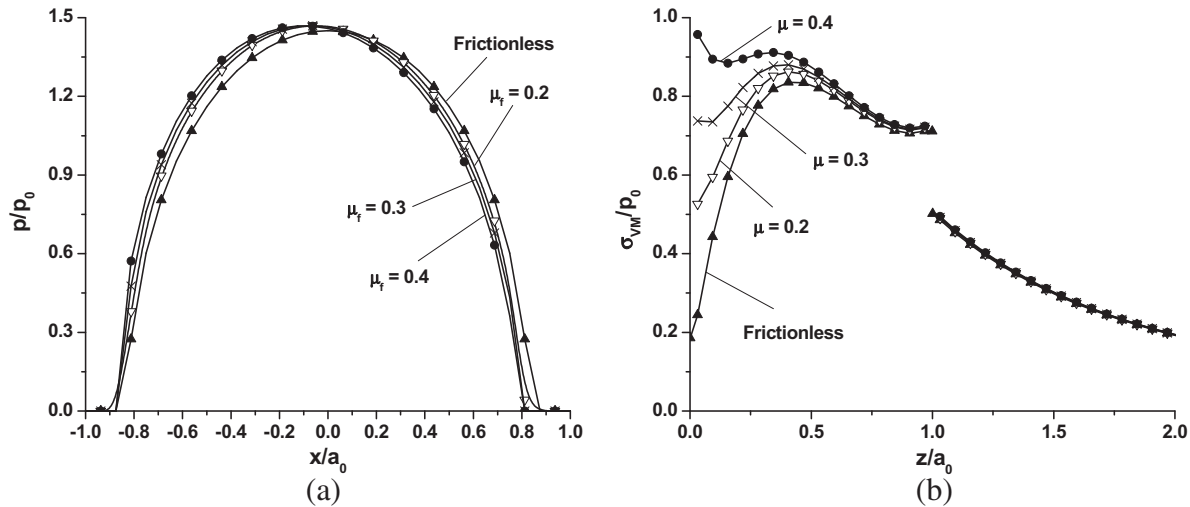 1.5
1.2
0.9
0.6
0.3
0.0
p/p₀
-1.0 -0.8 -0.6 -0.4 -0.2 0.0 0.2 0.4 0.6 0.8 1.0
x/a₀
Frictionless
μf = 0.2
μf = 0.3
μf = 0.4
(a)
1.0
0.8
0.6
0.4
0.2
0.0
σVM/p₀
0.0 0.5 1.0 1.5 2.0
z/a₀
μ = 0.4
μ = 0.3
μ = 0.2
Frictionless
(b)